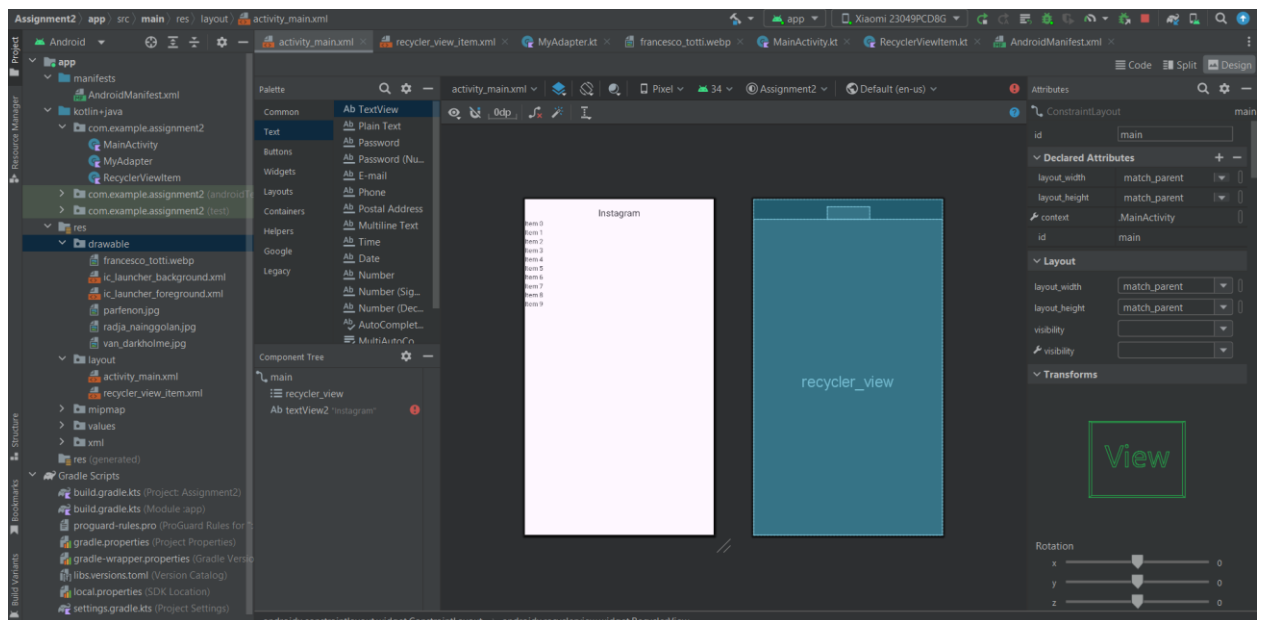 Assignment2 〉 app 〉 src 〉 main 〉 res 〉 layout 〉 activity_main.xml
app
Xiaomi 23049PCD8G
Project
Resource Manager
Structure
Bookmarks
Build Variants
Android
app
manifests
AndroidManifest.xml
kotlin+java
com.example.assignment2
MainActivity
MyAdapter
RecyclerViewItem
com.example.assignment2 (androidTe
com.example.assignment2 (test)
res
drawable
francesco_totti.webp
ic_launcher_background.xml
ic_launcher_foreground.xml
parfenon.jpg
radja_nainggolan.jpg
van_darkholme.jpg
layout
activity_main.xml
recycler_view_item.xml
mipmap
values
xml
res (generated)
Gradle Scripts
build.gradle.kts (Project: Assignment2)
build.gradle.kts (Module :app)
proguard-rules.pro (ProGuard Rules for ":
gradle.properties (Project Properties)
gradle-wrapper.properties (Gradle Versio
libs.versions.toml (Version Catalog)
local.properties (SDK Location)
settings.gradle.kts (Project Settings)
activity_main.xml recycler_view_item.xml MyAdapter.kt francesco_totti.webp MainActivity.kt RecyclerViewItem.kt AndroidManifest.xml
Code Split Design
Palette
Common
Text
Buttons
Widgets
Layouts
Containers
Helpers
Google
Legacy
Ab TextView
Ab Plain Text
Ab Password
Ab Password (Nu...
Ab E-mail
Ab Phone
Ab Postal Address
Ab Multiline Text
Ab Time
Ab Date
Ab Number
Ab Number (Sig...
Ab Number (Dec...
Ab AutoComplet...
MultiAutoCo
Component Tree
main
recycler_view
Ab textView2 "Instagram"
activity_main.xml Pixel 34 Assignment2 Default (en-us)
0dp
Instagram
Item 0
Item 1
Item 2
Item 3
Item 4
Item 5
Item 6
Item 7
Item 8
Item 9
recycler_view
Attributes
ConstraintLayout main
id main
Declared Attributes
layout_width match_parent
layout_height match_parent
context .MainActivity
id main
Layout
layout_width match_parent
layout_height match_parent
visibility
visibility
Transforms
View
Rotation
x 0
y 0
z 0